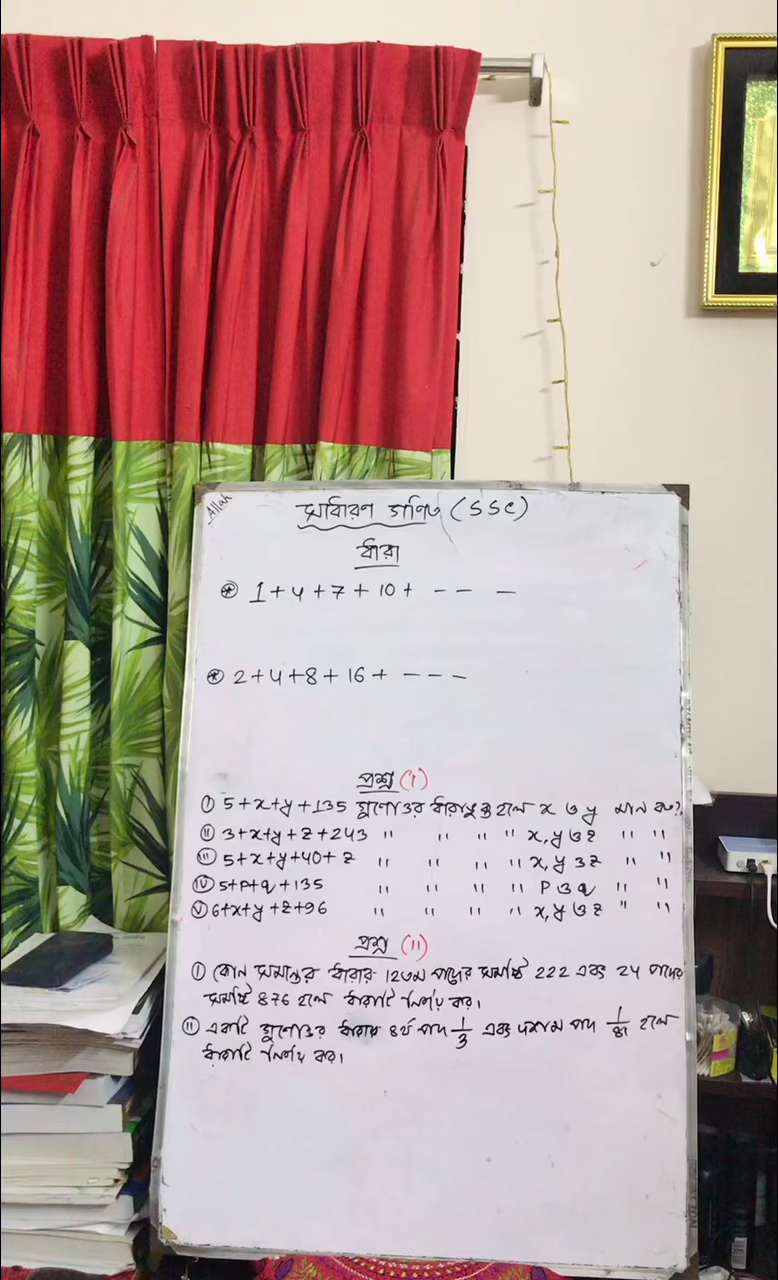 Allah
সাধারণ গণিত (SSC)
ধারা
* 1+4+7+10+ - - -
* 2+4+8+16+ - - -
প্রশ্ন (I)
I 5+x+y+135 গুণোত্তর ধারাভুক্ত হলে x ও y মান কত?
II 3+x+y+z+243 " " " " x, y ও z " "
III 5+x+y+40+z " " " " x, y ও z " "
IV 5+p+q+135 " " " " p ও q " "
V 6+x+y+z+96 " " " " x, y ও z " "
প্রশ্ন (II)
I কোন সমান্তর ধারার 12তম পদের সমষ্টি 222 এবং 24 পদের
সমষ্টি 876 হলে ধারাটি নির্ণয় কর।
II একটি গুণোত্তর ধারার ৪র্থ পদ 1/3 এবং দশম পদ 1/81 হলে
ধারাটি নির্ণয় কর।